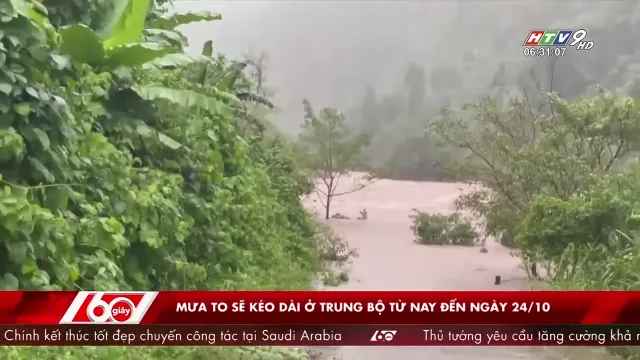 HTV9 HD
06:31:07
60 giây
MƯA TO SẼ KÉO DÀI Ở TRUNG BỘ TỪ NAY ĐẾN NGÀY 24/10
Chính kết thúc tốt đẹp chuyến công tác tại Saudi Arabia 60 Thủ tướng yêu cầu tăng cường khả